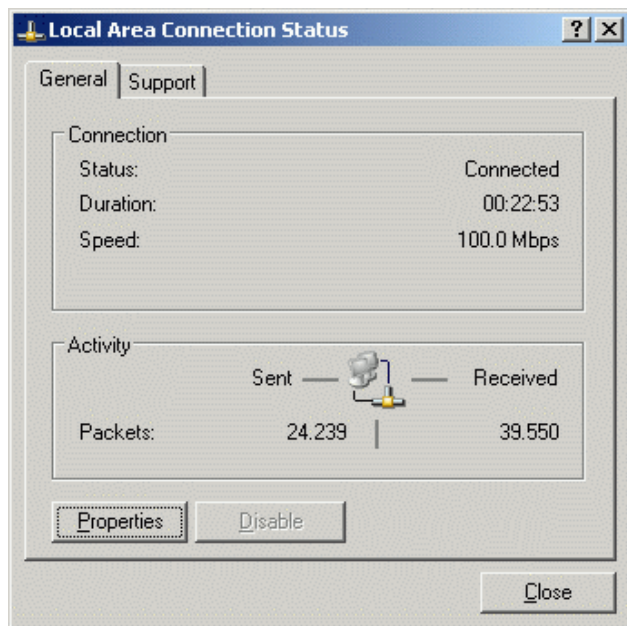 Local Area Connection Status
General Support
Connection
Status: Connected
Duration: 00:22:53
Speed: 100.0 Mbps
Activity
Sent Received
Packets: 24.239 39.550
Properties Disable
Close